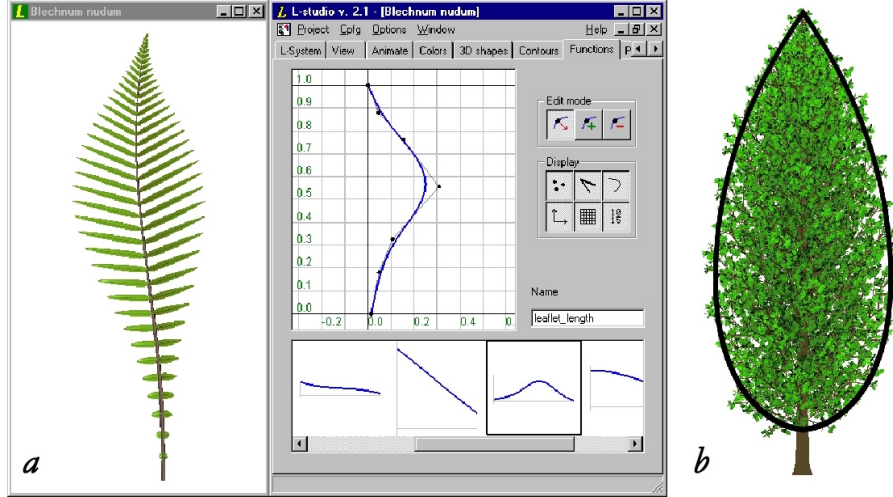 Blechnum nudum
L-studio v. 2.1 - [Blechnum nudum]
Project Cpfg Options Window Help
L-System View Animate Colors 3D shapes Contours Functions P
1.0
0.9
0.8
0.7
0.6
0.5
0.4
0.3
0.2
0.1
0.0
-0.2 0.0 0.2 0.4 0.
Edit mode
Display
Name
leaflet_length
a
b